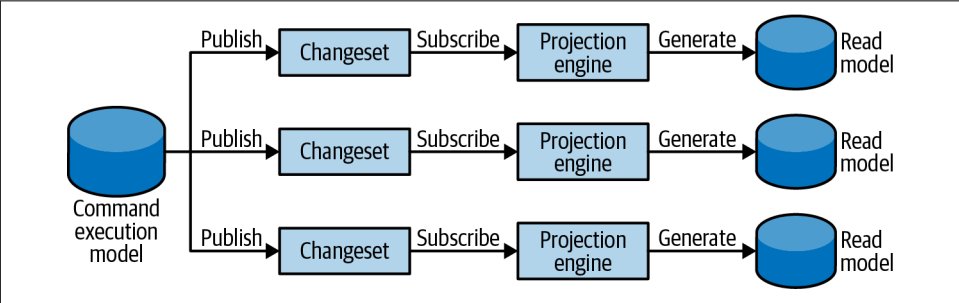 Publish
Changeset
Subscribe
Projection
engine
Generate
Read
model
Command
execution
model
Publish
Changeset
Subscribe
Projection
engine
Generate
Read
model
Publish
Changeset
Subscribe
Projection
engine
Generate
Read
model